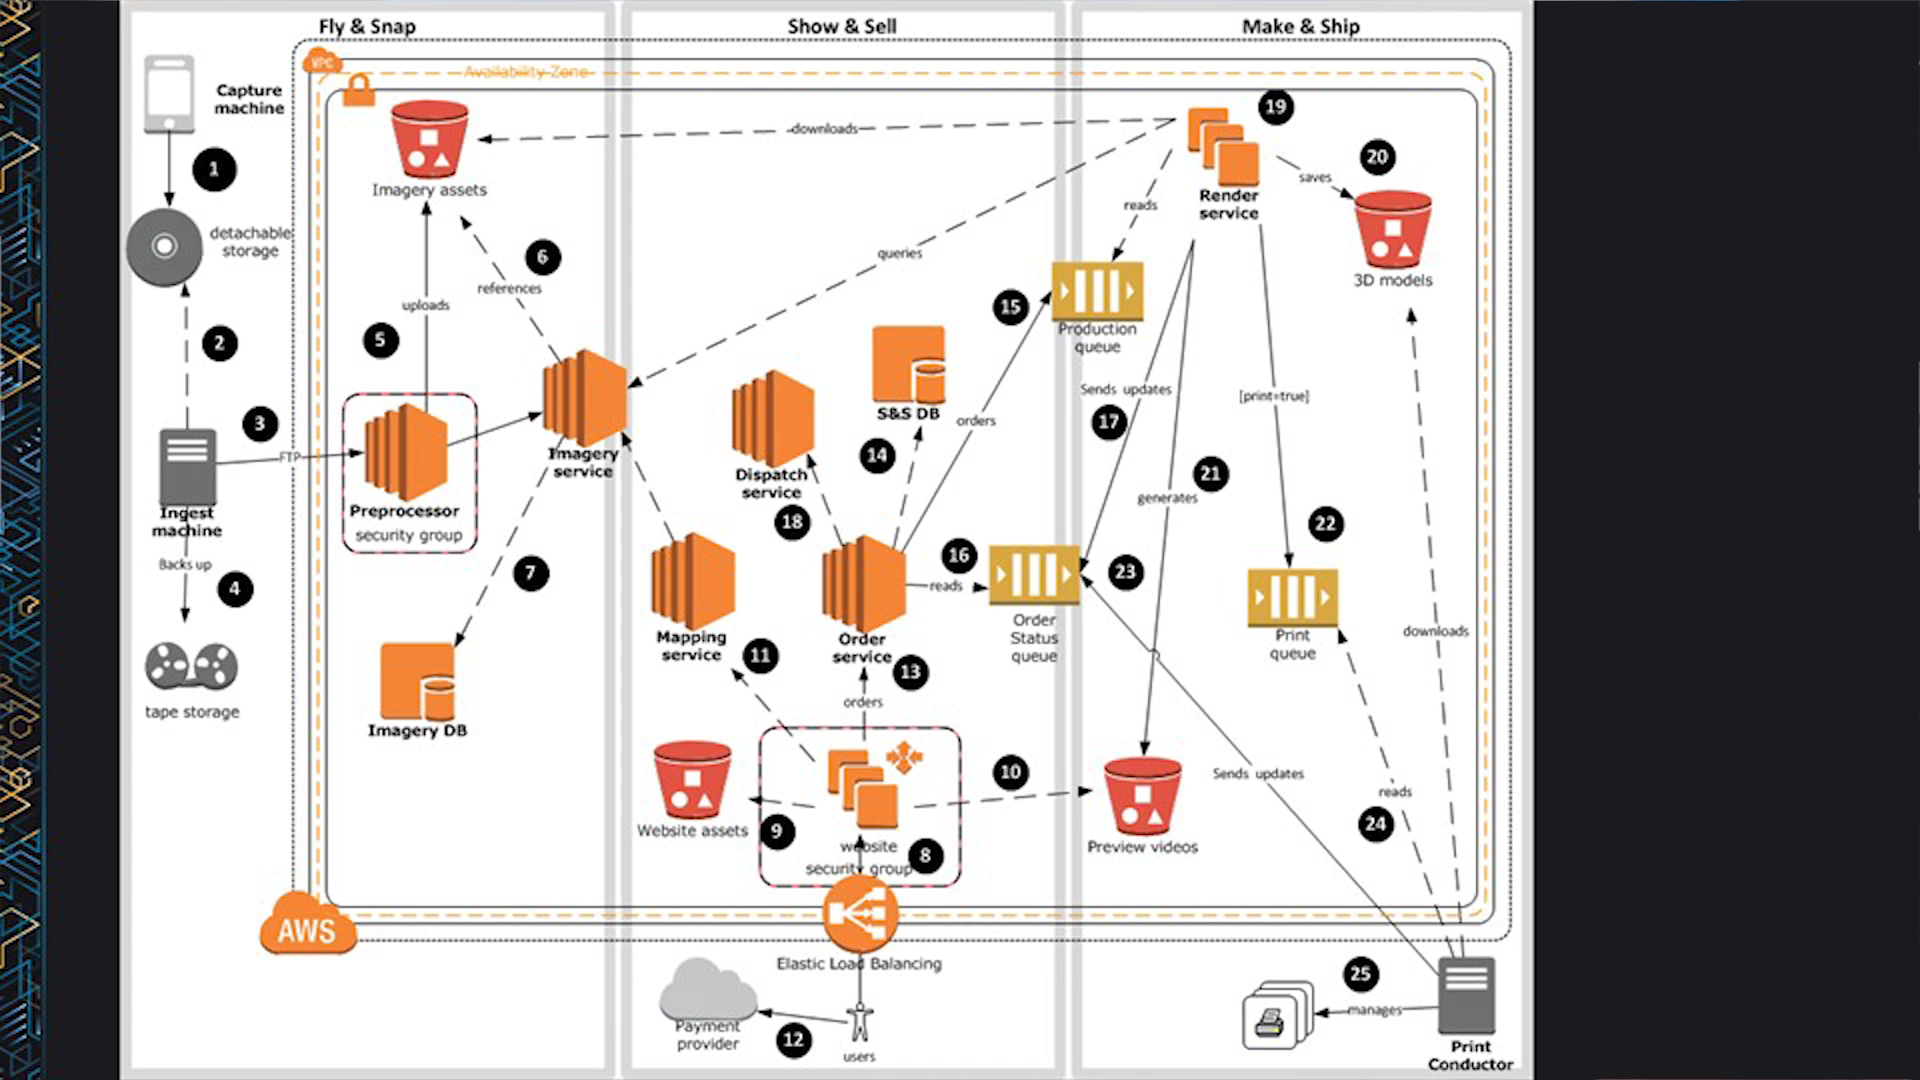 Fly & Snap
Show & Sell
Make & Ship
VPC
Availability Zone
Capture
machine
1
detachable
storage
2
3
FTP
Ingest
machine
Backs up
4
tape storage
Imagery assets
uploads
5
6
references
Preprocessor
security group
Imagery
service
7
Imagery DB
AWS
downloads
queries
S&S DB
Dispatch
service
14
18
orders
15
Mapping
service
11
Order
service
13
orders
16
reads
Order
Status
queue
Website assets
9
10
website
security group
8
Elastic Load Balancing
Payment
provider
12
users
19
Render
service
saves
20
3D models
reads
Production
queue
Sends updates
17
[print=true]
21
generates
22
23
Print
queue
downloads
Preview videos
Sends updates
reads
24
25
manages
Print
Conductor